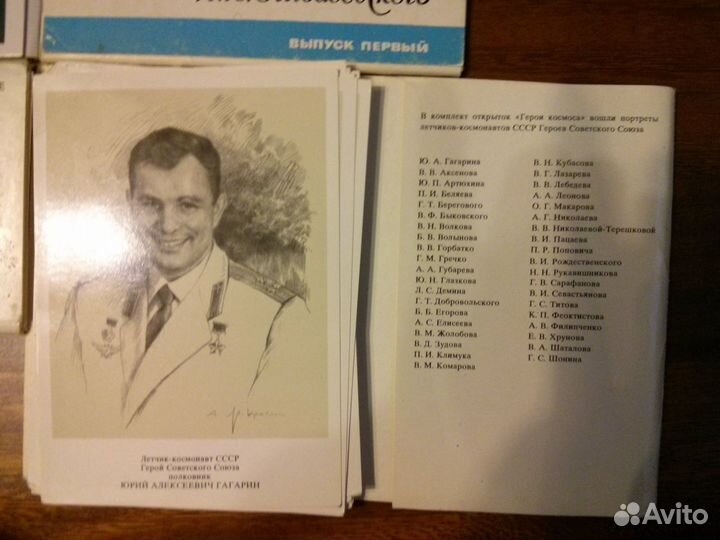 ВЫПУСК ПЕРВЫЙ
В комплект открыток «Герои космоса» вошли портреты
летчиков-космонавтов СССР Героев Советского Союза
Ю. А. Гагарина
В. В. Аксенова
Ю. П. Артюхина
П. И. Беляева
Г. Т. Берегового
В. Ф. Быковского
В. Н. Волкова
Б. В. Волынова
В. В. Горбатко
Г. М. Гречко
А. А. Губарева
Ю. Н. Глазкова
Л. С. Демина
Г. Т. Добровольского
Б. Б. Егорова
А. С. Елисеева
В. М. Жолобова
В. Д. Зудова
П. И. Климука
В. М. Комарова
В. Н. Кубасова
В. Г. Лазарева
В. В. Лебедева
А. А. Леонова
О. Г. Макарова
А. Г. Николаева
В. В. Николаевой-Терешковой
В. И. Пацаева
П. Р. Поповича
В. И. Рождественского
Н. Н. Рукавишникова
Г. В. Сарафанова
В. И. Севастьянова
Г. С. Титова
К. П. Феоктистова
А. В. Филипченко
Е. В. Хрунова
В. А. Шаталова
Г. С. Шонина
Летчик-космонавт СССР
Герой Советского Союза
полковник
ЮРИЙ АЛЕКСЕЕВИЧ ГАГАРИН
Avito